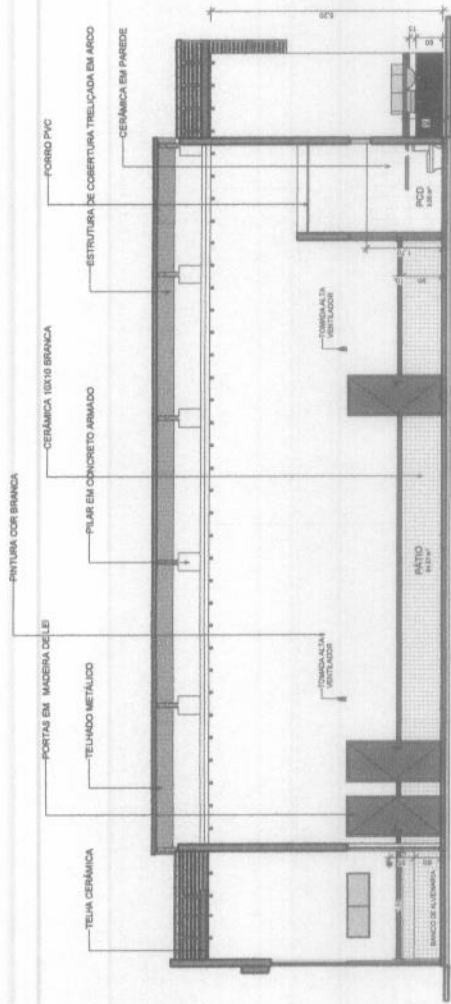 PINTURA COR BRANCA
PORTAS EM MADEIRA DE LEI
CERÂMICA 10X10 BRANCA
FORRO PVC
TELHA CERÂMICA
TELHADO METÁLICO
PILAR EM CONCRETO ARMADO
ESTRUTURA DE COBERTURA TRELIÇADA EM ARCO
CERÂMICA EM PAREDE
5,20
TOMADA ALTA
VENTILADOR
TOMADA ALTA
VENTILADOR
PCD
PÁTIO
BANCO DE ALVENARIA